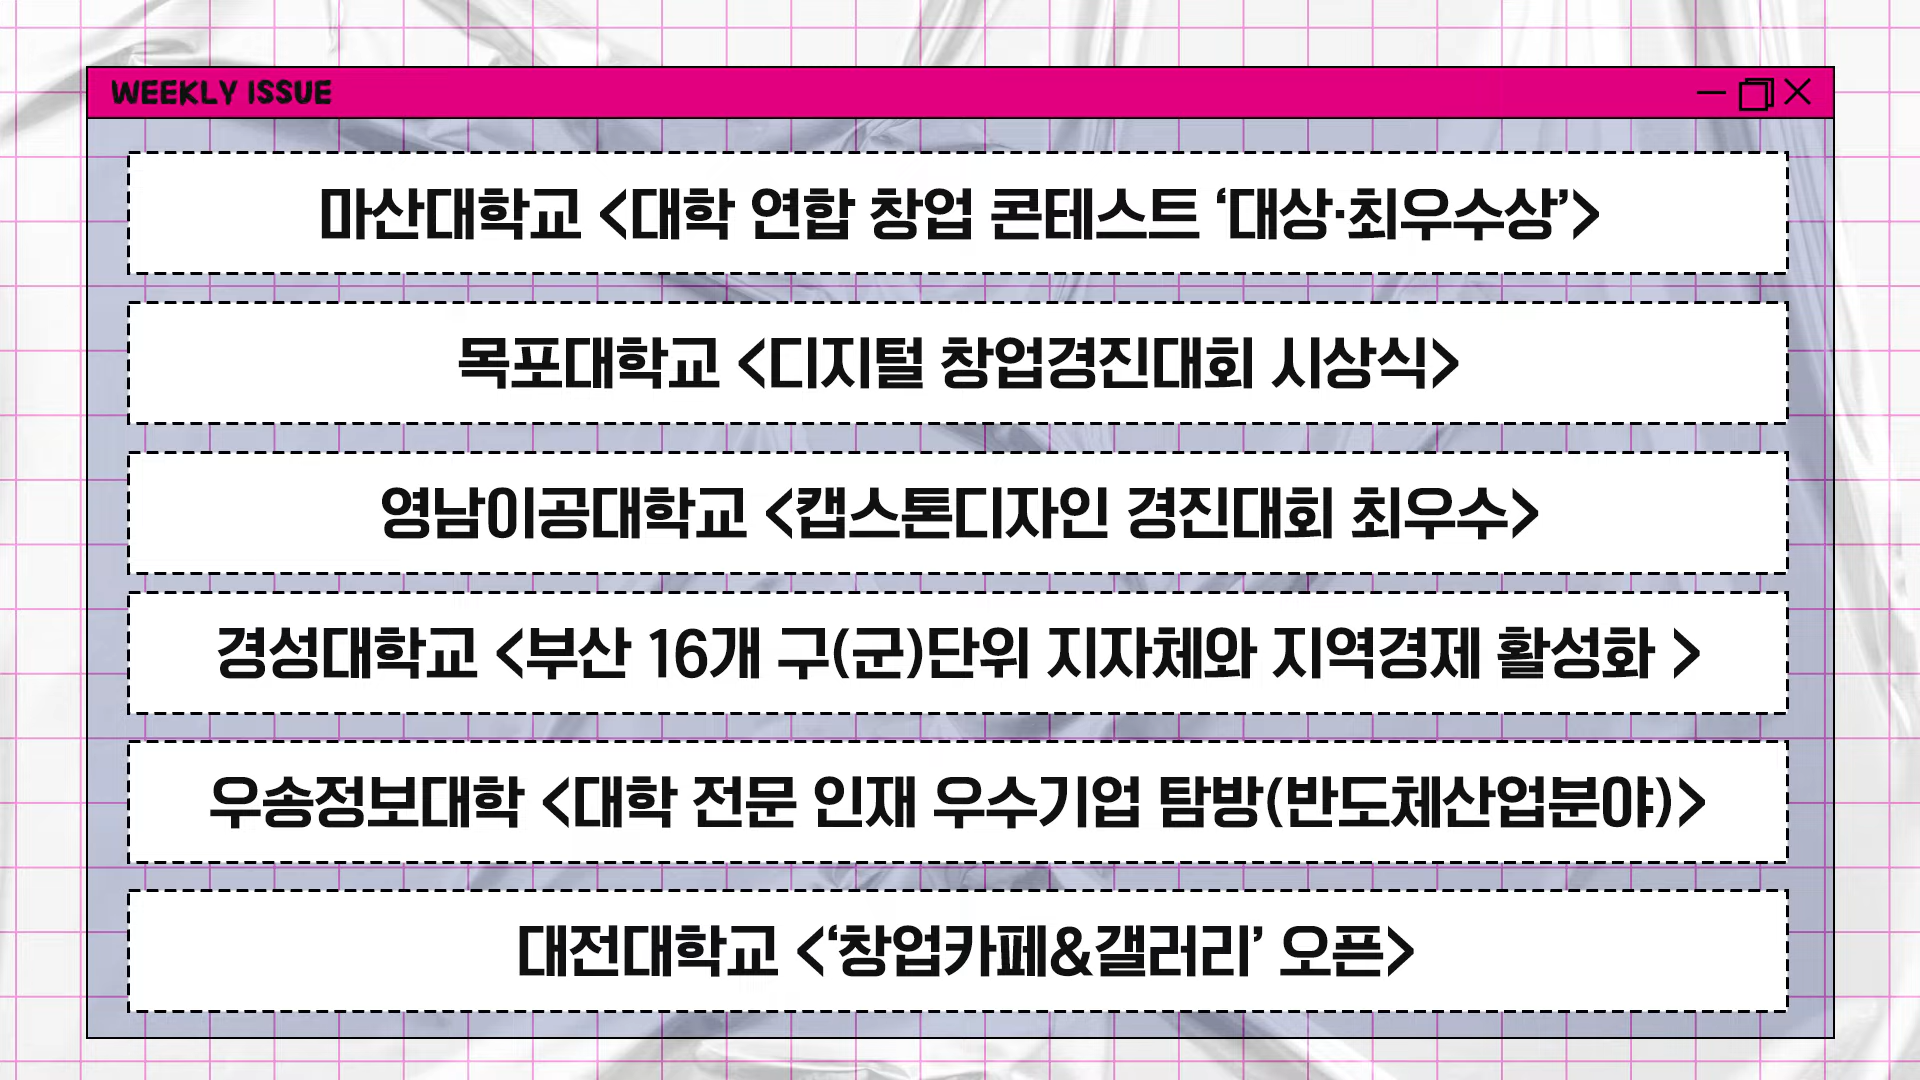 WEEKLY ISSUE
마산대학교 <대학 연합 창업 콘테스트 ‘대상·최우수상’>
목포대학교 <디지털 창업경진대회 시상식>
영남이공대학교 <캡스톤디자인 경진대회 최우수>
경성대학교 <부산 16개 구(군)단위 지자체와 지역경제 활성화 >
우송정보대학 <대학 전문 인재 우수기업 탐방(반도체산업분야)>
대전대학교 <‘창업카페&갤러리’ 오픈>